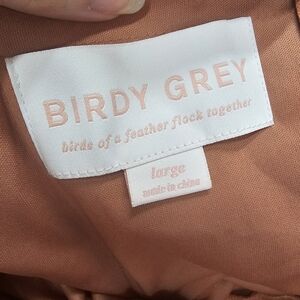 BIRDY GREY
birds of a feather flock together
large
made in china